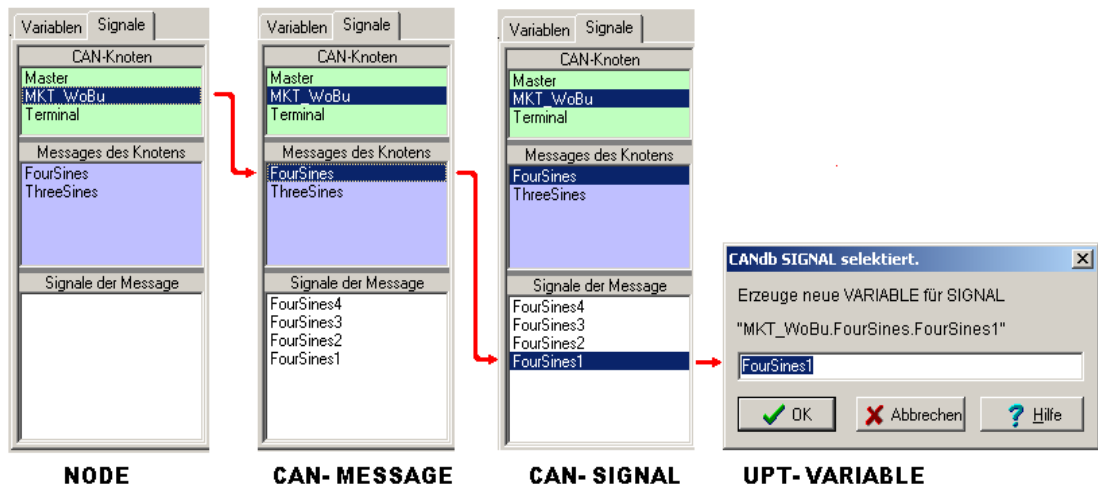 Variablen Signale
CAN-Knoten
Master
MKT_WoBu
Terminal
Messages des Knotens
FourSines
ThreeSines
Signale der Message
NODE
Variablen Signale
CAN-Knoten
Master
MKT_WoBu
Terminal
Messages des Knotens
FourSines
ThreeSines
Signale der Message
FourSines4
FourSines3
FourSines2
FourSines1
CAN-MESSAGE
Variablen Signale
CAN-Knoten
Master
MKT_WoBu
Terminal
Messages des Knotens
FourSines
ThreeSines
Signale der Message
FourSines4
FourSines3
FourSines2
FourSines1
CAN-SIGNAL
CANdb SIGNAL selektiert.
Erzeuge neue VARIABLE für SIGNAL
"MKT_WoBu.FourSines.FourSines1"
FourSines1
OK Abbrechen Hilfe
UPT-VARIABLE